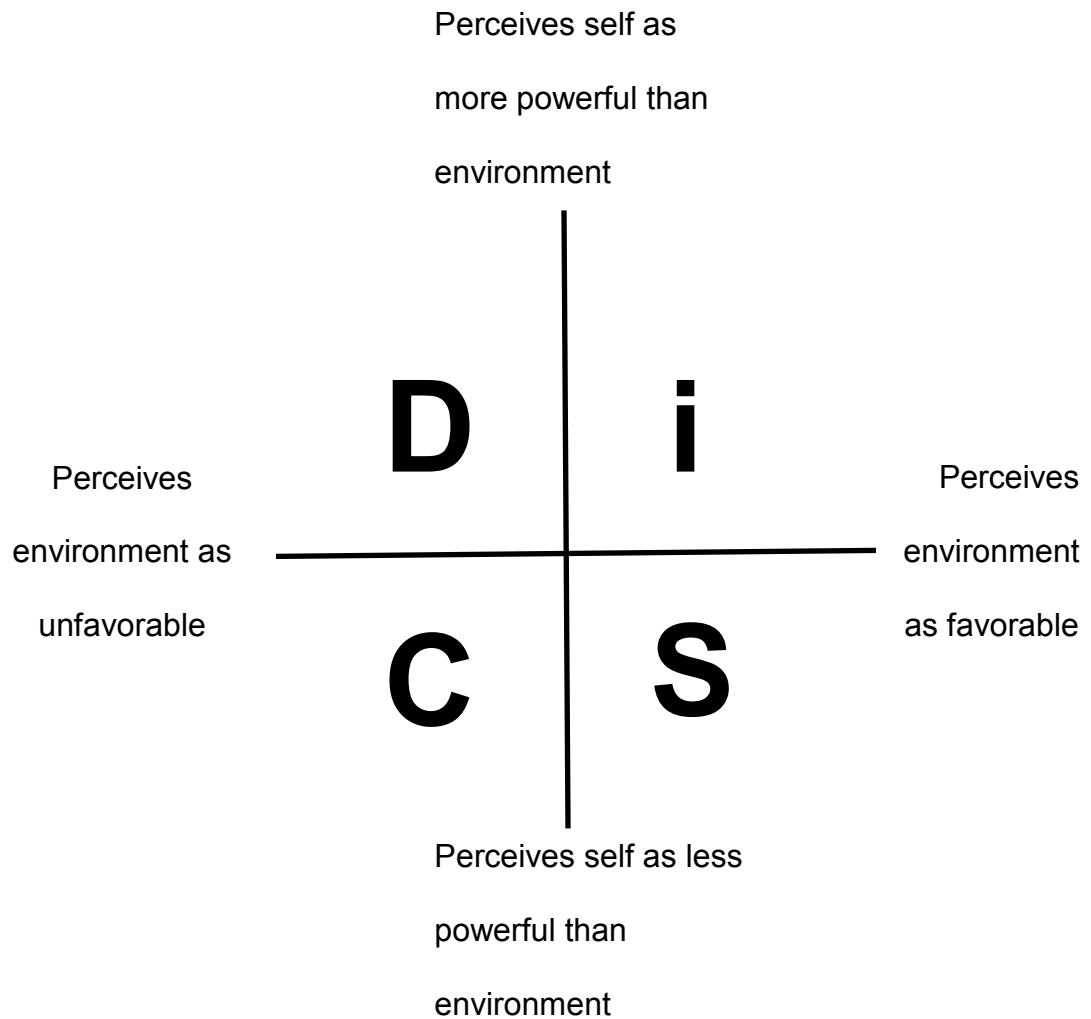 Perceives self as
more powerful than
environment
D i
Perceives
environment as
unfavorable
Perceives
environment
as favorable
C S
Perceives self as less
powerful than
environment